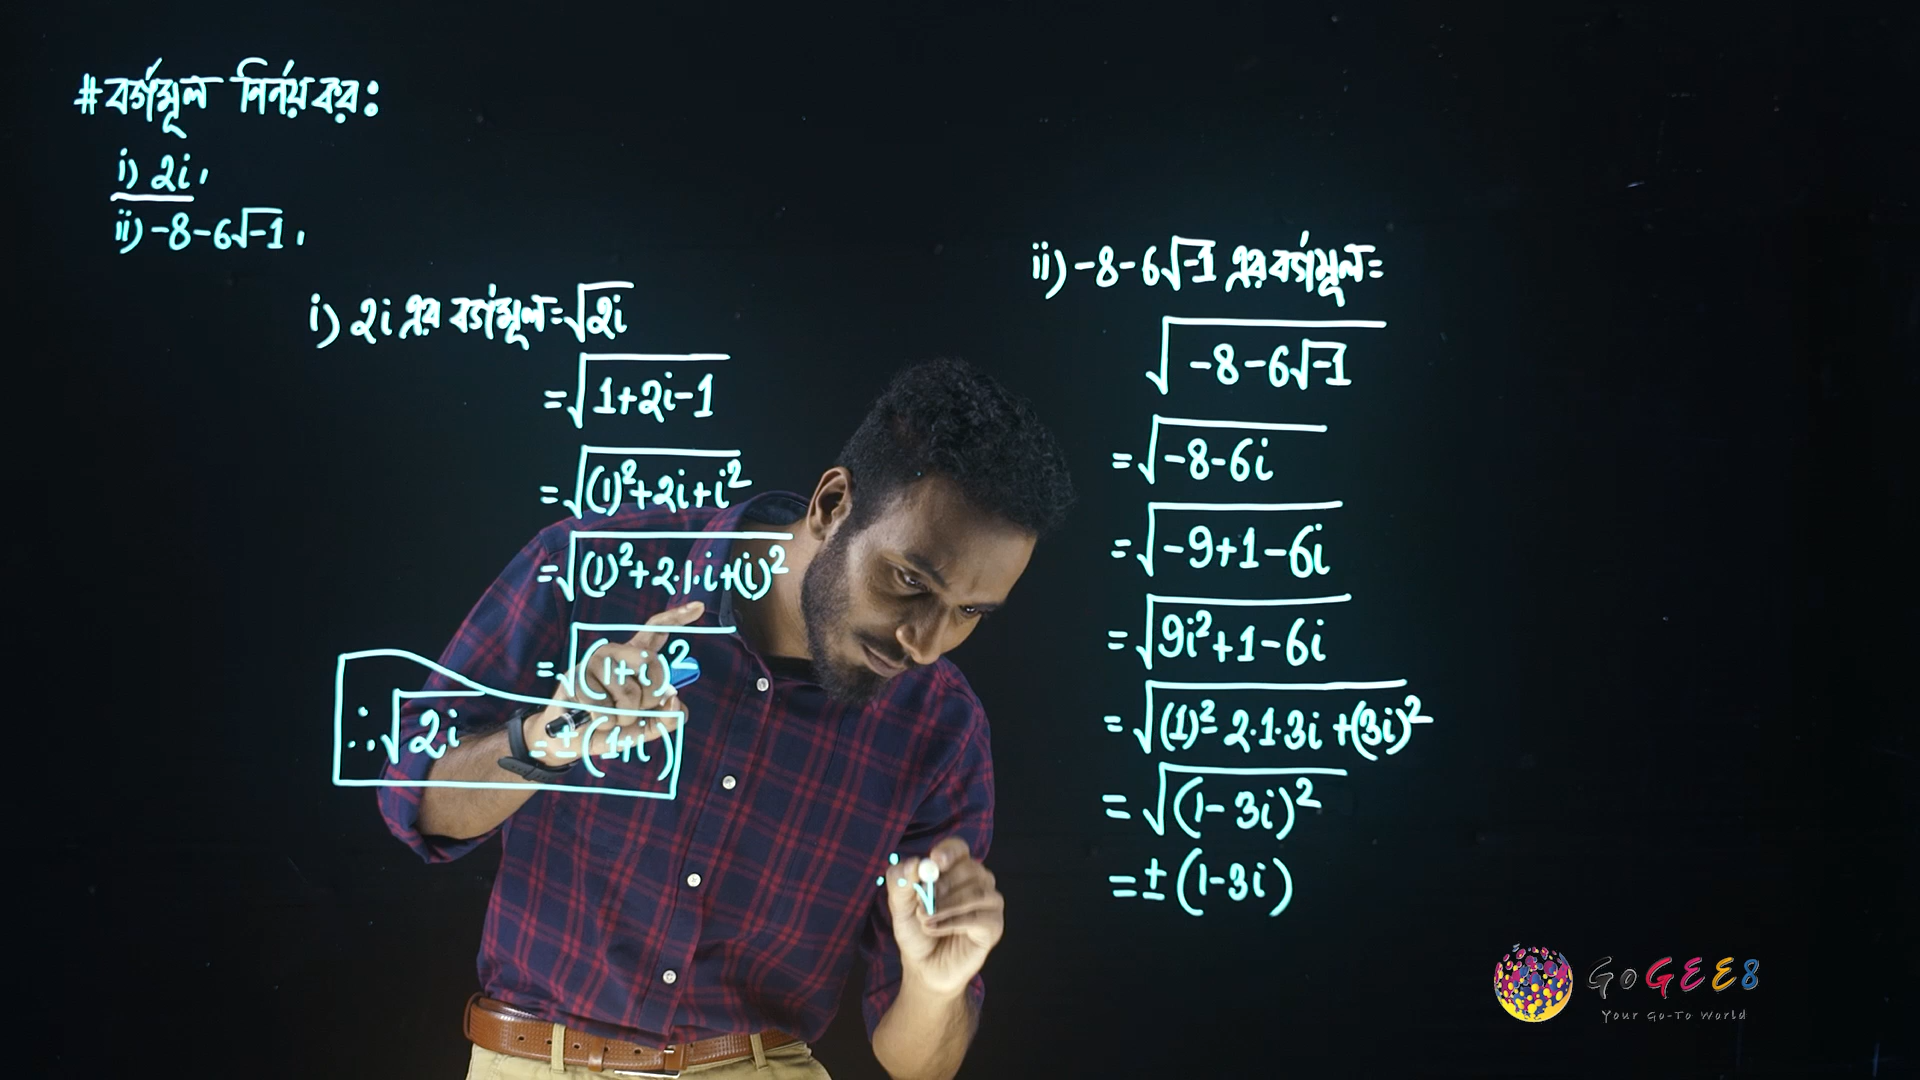 #বর্গমূল নির্নয় কর:
i) 2i,
ii) -8-6√-1,
i) 2i এর বর্গমূল=√2i
=√1+2i-1
=√(1)²+2i+i²
=√(1)²+2·1·i+(i)²
=√(1+i)²
∴√2i =±(1+i)
ii) -8-6√-1 এর বর্গমূল=
√-8-6√-1
=√-8-6i
=√-9+1-6i
=√9i²+1-6i
=√(1)²-2·1·3i+(3i)²
=√(1-3i)²
=±(1-3i)
∴√
GOGEE8
Your Go-To World